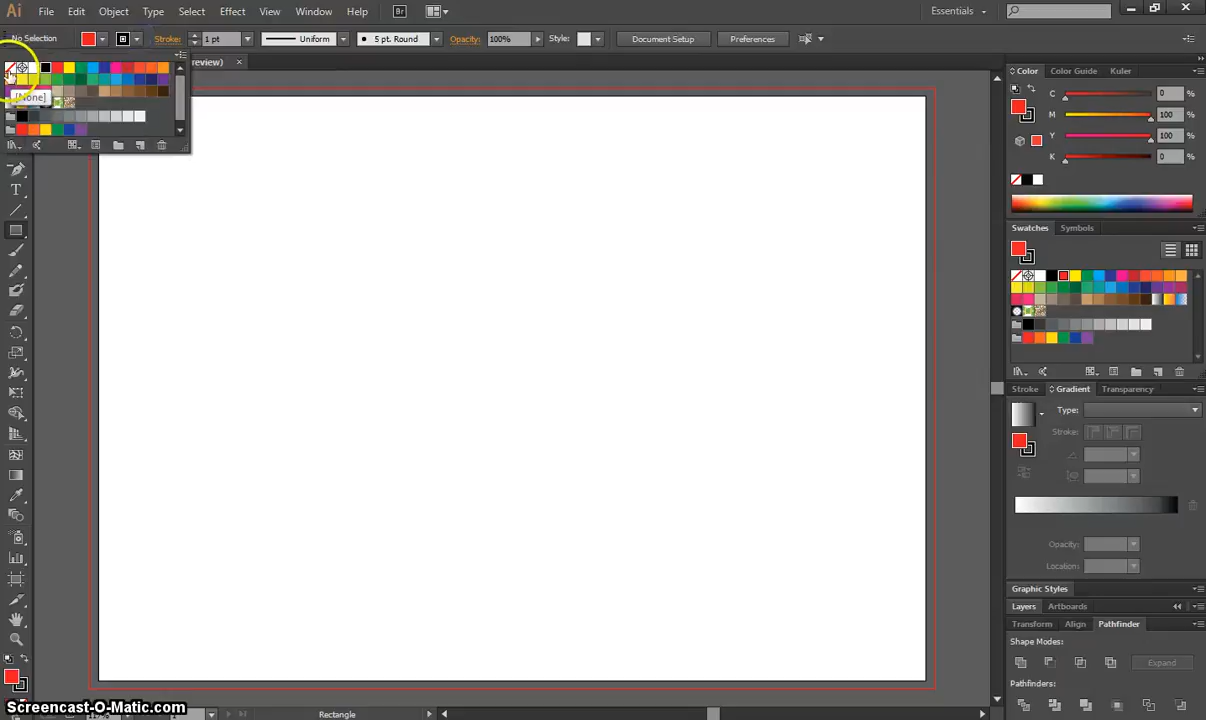 Ai File Edit Object Type Select Effect View Window Help Br Essentials
No Selection Stroke: 1 pt Uniform 5 pt. Round Opacity: 100% Style: Document Setup Preferences
review) ×
[None]
T
Color Color Guide Kuler
C 0 %
M 100 %
Y 100 %
K 0 %
Swatches Symbols
Stroke Gradient Transparency
Type:
Stroke:
Opacity:
Location:
Graphic Styles
Layers Artboards
Transform Align Pathfinder
Shape Modes:
Expand
Pathfinders:
Rectangle
Screencast-O-Matic.com